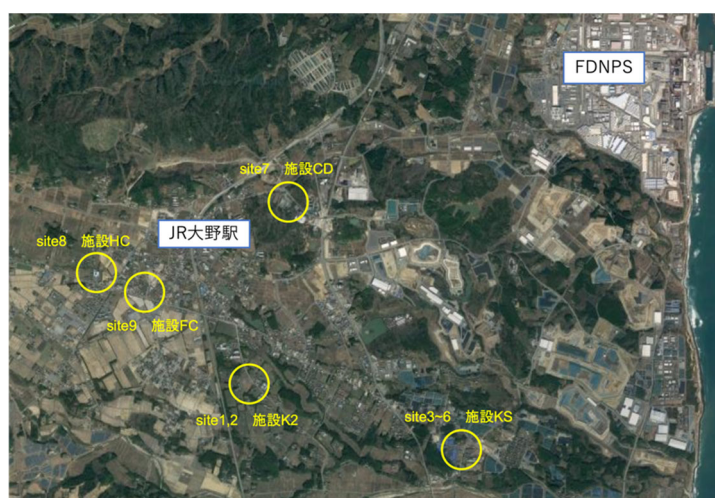 FDNPS
site7 施設CD
JR大野駅
site8 施設HC
site9 施設FC
site1,2 施設K2
site3~6 施設KS